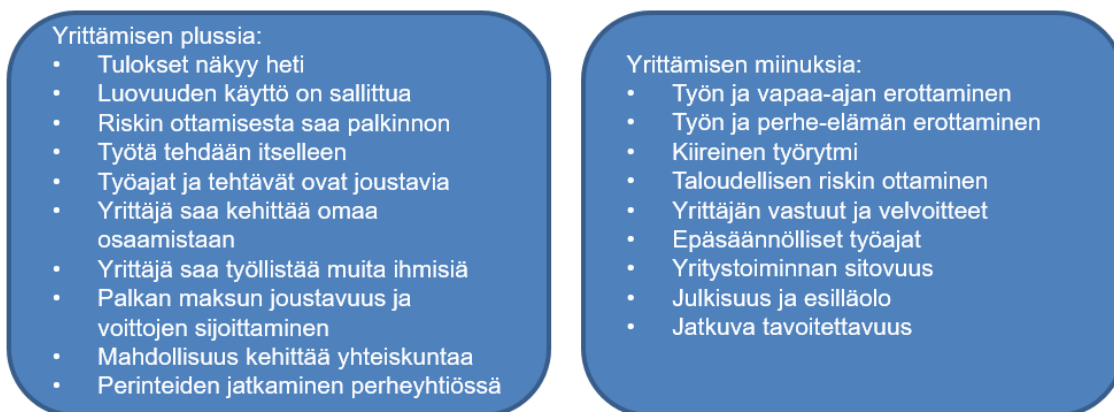 Yrittämisen plussia:
• Tulokset näkyy heti
• Luovuuden käyttö on sallittua
• Riskin ottamisesta saa palkinnon
• Työtä tehdään itselleen
• Työajat ja tehtävät ovat joustavia
• Yrittäjä saa kehittää omaa
osaamistaan
• Yrittäjä saa työllistää muita ihmisiä
• Palkan maksun joustavuus ja
voittojen sijoittaminen
• Mahdollisuus kehittää yhteiskuntaa
• Perinteiden jatkaminen perheyhtiössä
Yrittämisen miinuksia:
• Työn ja vapaa-ajan erottaminen
• Työn ja perhe-elämän erottaminen
• Kiireinen työrytmi
• Taloudellisen riskin ottaminen
• Yrittäjän vastuut ja velvoitteet
• Epäsäännölliset työajat
• Yritystoiminnan sitovuus
• Julkisuus ja esilläolo
• Jatkuva tavoitettavuus